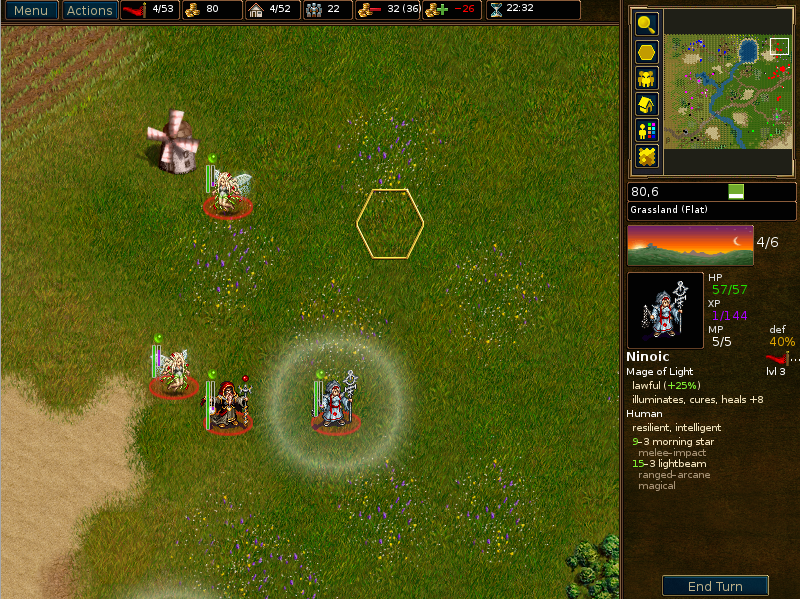 Menu Actions 4/53 80 4/52 22 32 (36) -26 22:32
80,6
Grassland (Flat)
4/6
HP
57/57
XP
1/144
MP def
5/5 40%
Ninoic
Mage of Light lvl 3
lawful (+25%)
illuminates, cures, heals +8
Human
resilient, intelligent
9–3 morning star
melee–impact
15–3 lightbeam
ranged–arcane
magical
End Turn